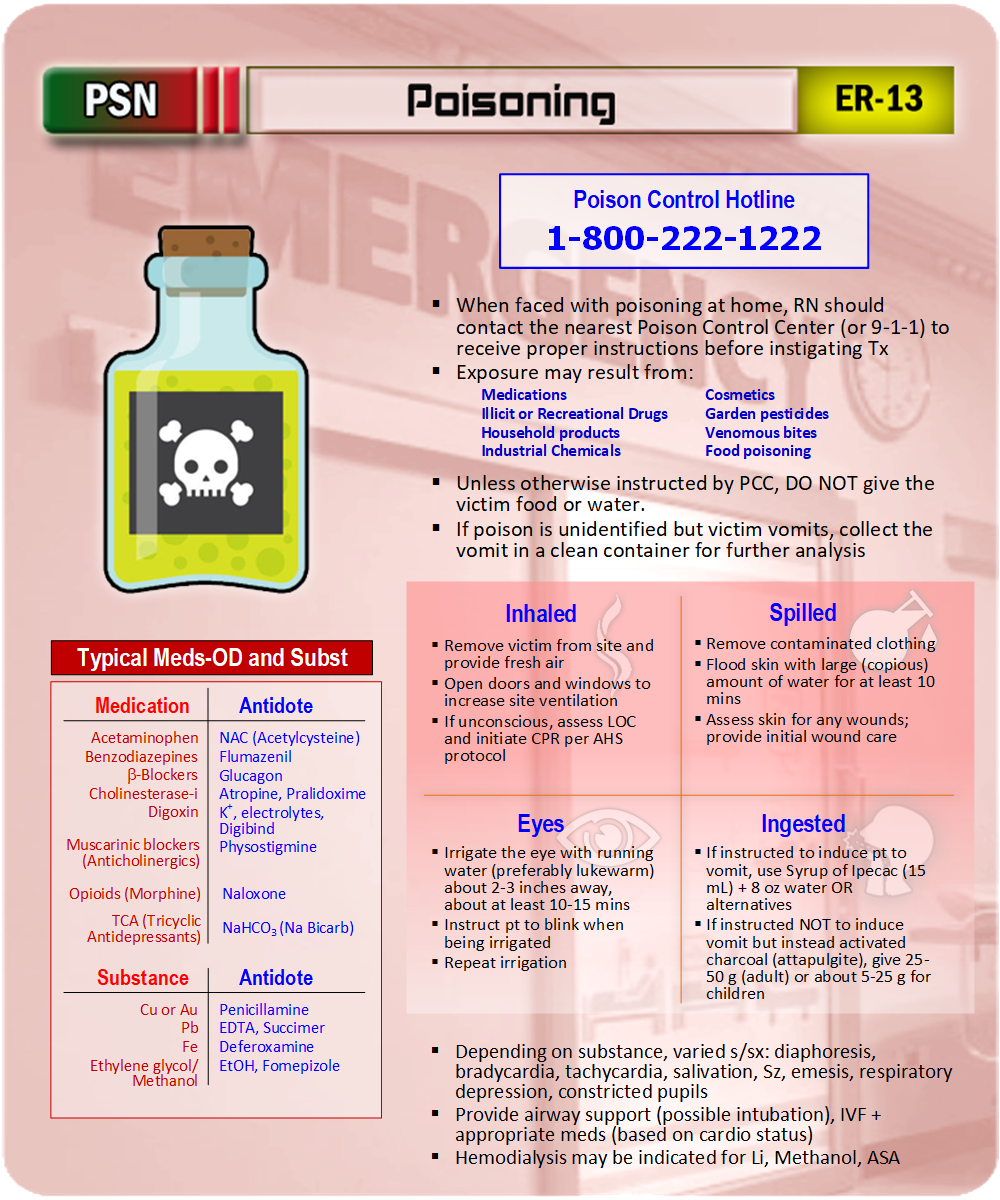 PSN
Poisoning
ER-13
EMERGENCY
Poison Control Hotline
1-800-222-1222
▪ When faced with poisoning at home, RN should
contact the nearest Poison Control Center (or 9-1-1) to
receive proper instructions before instigating Tx
▪ Exposure may result from:
Medications
Illicit or Recreational Drugs
Household products
Industrial Chemicals
Cosmetics
Garden pesticides
Venomous bites
Food poisoning
▪ Unless otherwise instructed by PCC, DO NOT give the
victim food or water.
▪ If poison is unidentified but victim vomits, collect the
vomit in a clean container for further analysis
Inhaled
▪ Remove victim from site and
provide fresh air
▪ Open doors and windows to
increase site ventilation
▪ If unconscious, assess LOC
and initiate CPR per AHS
protocol
Spilled
▪ Remove contaminated clothing
▪ Flood skin with large (copious)
amount of water for at least 10
mins
▪ Assess skin for any wounds;
provide initial wound care
Eyes
▪ Irrigate the eye with running
water (preferably lukewarm)
about 2-3 inches away,
about at least 10-15 mins
▪ Instruct pt to blink when
being irrigated
▪ Repeat irrigation
Ingested
▪ If instructed to induce pt to
vomit, use Syrup of Ipecac (15
mL) + 8 oz water OR
alternatives
▪ If instructed NOT to induce
vomit but instead activated
charcoal (attapulgite), give 25-
50 g (adult) or about 5-25 g for
children
Typical Meds-OD and Subst
Medication Antidote
Acetaminophen NAC (Acetylcysteine)
Benzodiazepines Flumazenil
β-Blockers Glucagon
Cholinesterase-i Atropine, Pralidoxime
Digoxin K⁺, electrolytes,
Digibind
Muscarinic blockers Physostigmine
(Anticholinergics)
Opioids (Morphine) Naloxone
TCA (Tricyclic
Antidepressants) NaHCO₃ (Na Bicarb)
Substance Antidote
Cu or Au Penicillamine
Pb EDTA, Succimer
Fe Deferoxamine
Ethylene glycol/ EtOH, Fomepizole
Methanol
▪ Depending on substance, varied s/sx: diaphoresis,
bradycardia, tachycardia, salivation, Sz, emesis, respiratory
depression, constricted pupils
▪ Provide airway support (possible intubation), IVF +
appropriate meds (based on cardio status)
▪ Hemodialysis may be indicated for Li, Methanol, ASA